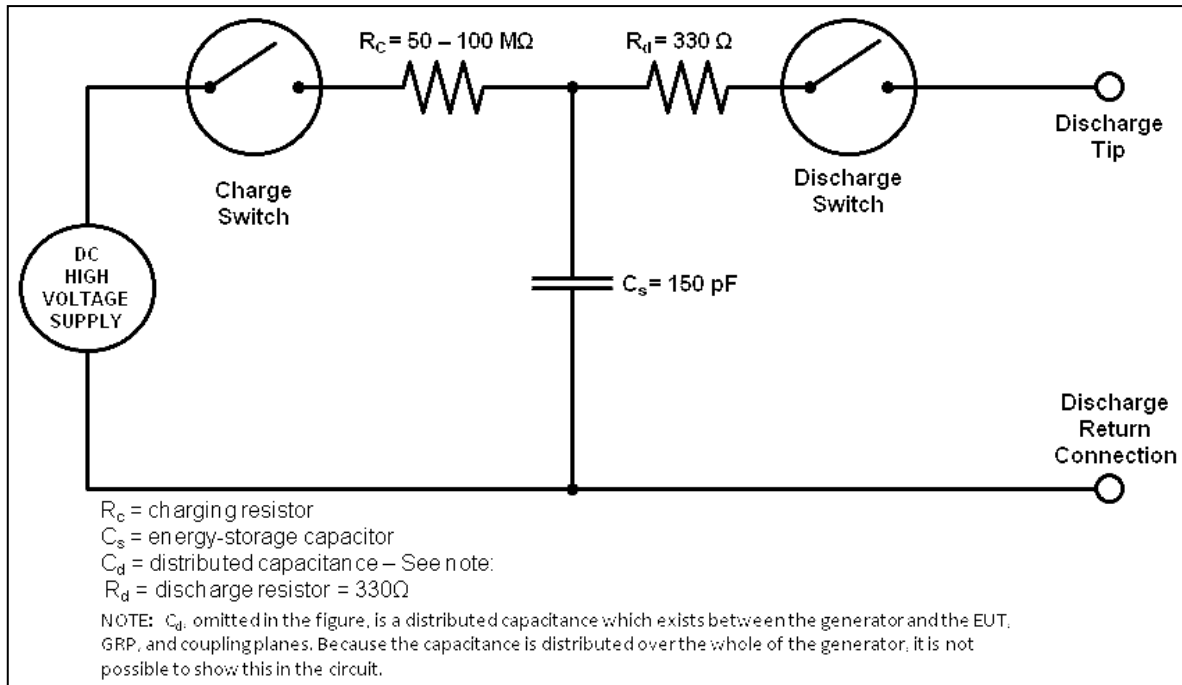 R_C = 50 – 100 MΩ
R_d = 330 Ω
Charge
Switch
Discharge
Switch
Discharge
Tip
DC
HIGH
VOLTAGE
SUPPLY
C_s = 150 pF
Discharge
Return
Connection
R_c = charging resistor
C_s = energy-storage capacitor
C_d = distributed capacitance – See note:
R_d = discharge resistor = 330Ω
NOTE: C_d, omitted in the figure, is a distributed capacitance which exists between the generator and the EUT,
GRP, and coupling planes. Because the capacitance is distributed over the whole of the generator, it is not
possible to show this in the circuit.